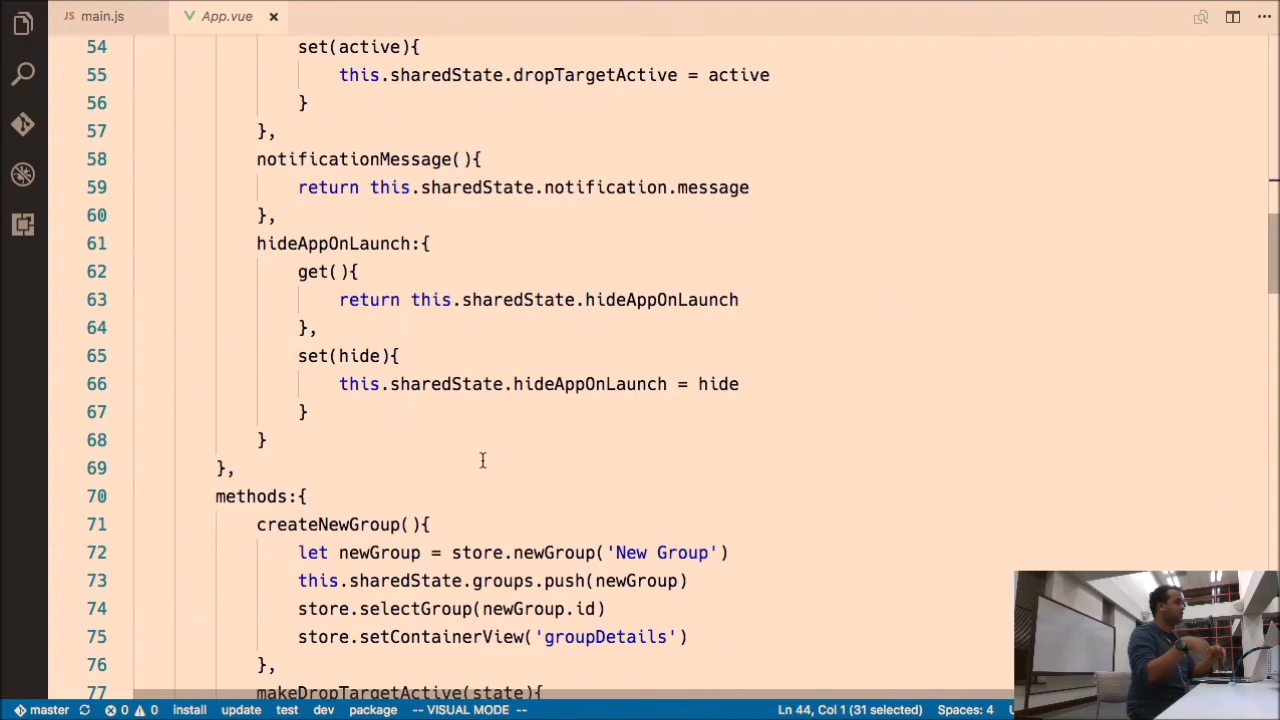 main.js
App.vue
54 set(active){
55 this.sharedState.dropTargetActive = active
56 }
57 },
58 notificationMessage(){
59 return this.sharedState.notification.message
60 },
61 hideAppOnLaunch:{
62 get(){
63 return this.sharedState.hideAppOnLaunch
64 },
65 set(hide){
66 this.sharedState.hideAppOnLaunch = hide
67 }
68 }
69 },
70 methods:{
71 createNewGroup(){
72 let newGroup = store.newGroup('New Group')
73 this.sharedState.groups.push(newGroup)
74 store.selectGroup(newGroup.id)
75 store.setContainerView('groupDetails')
76 },
77 makeDropTargetActive(state){
master 0 0 install update test dev package -- VISUAL MODE -- Ln 44, Col 1 (31 selected) Spaces: 4